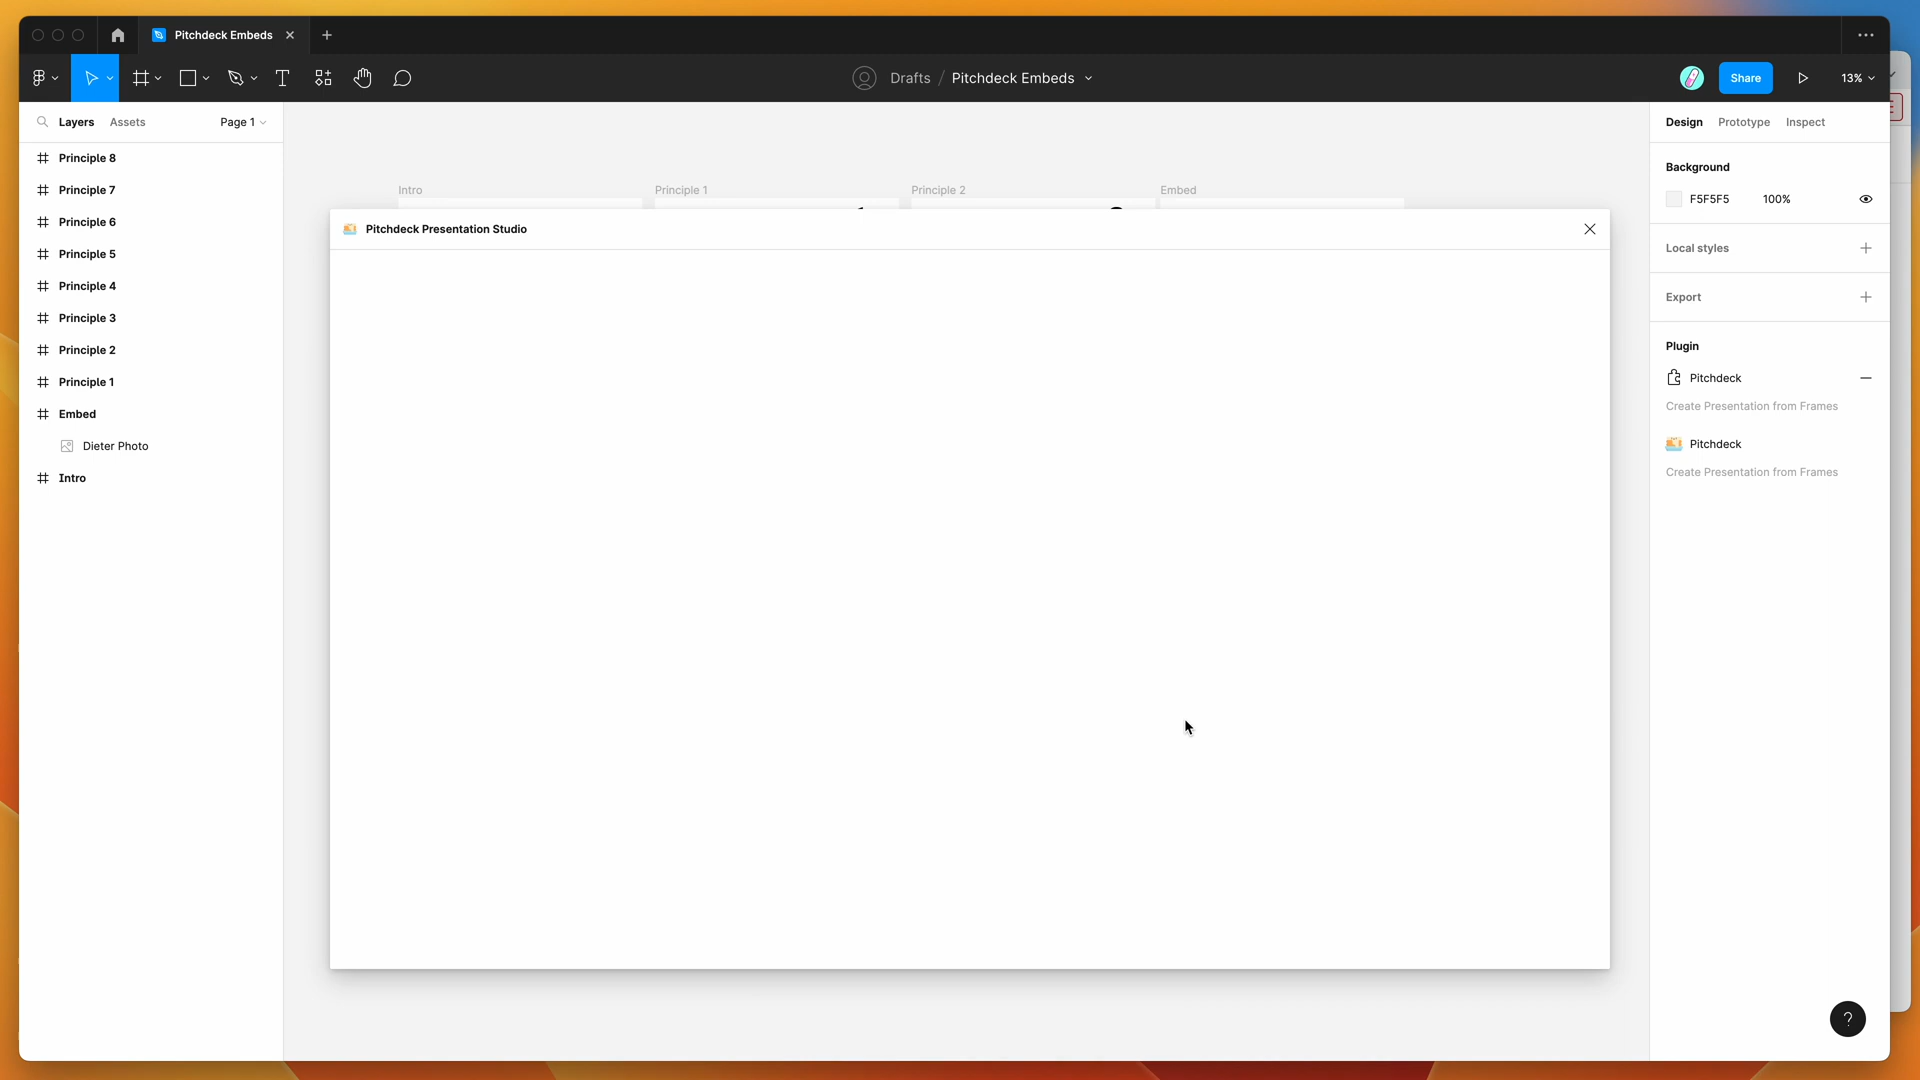 Pitchdeck Embeds
Drafts / Pitchdeck Embeds
Share
13%
Layers
Assets
Page 1
Principle 8
Principle 7
Principle 6
Principle 5
Principle 4
Principle 3
Principle 2
Principle 1
Embed
Dieter Photo
Intro
Intro
Principle 1
Principle 2
Embed
Pitchdeck Presentation Studio
Design
Prototype
Inspect
Background
F5F5F5
100%
Local styles
Export
Plugin
Pitchdeck
Create Presentation from Frames
Pitchdeck
Create Presentation from Frames
?